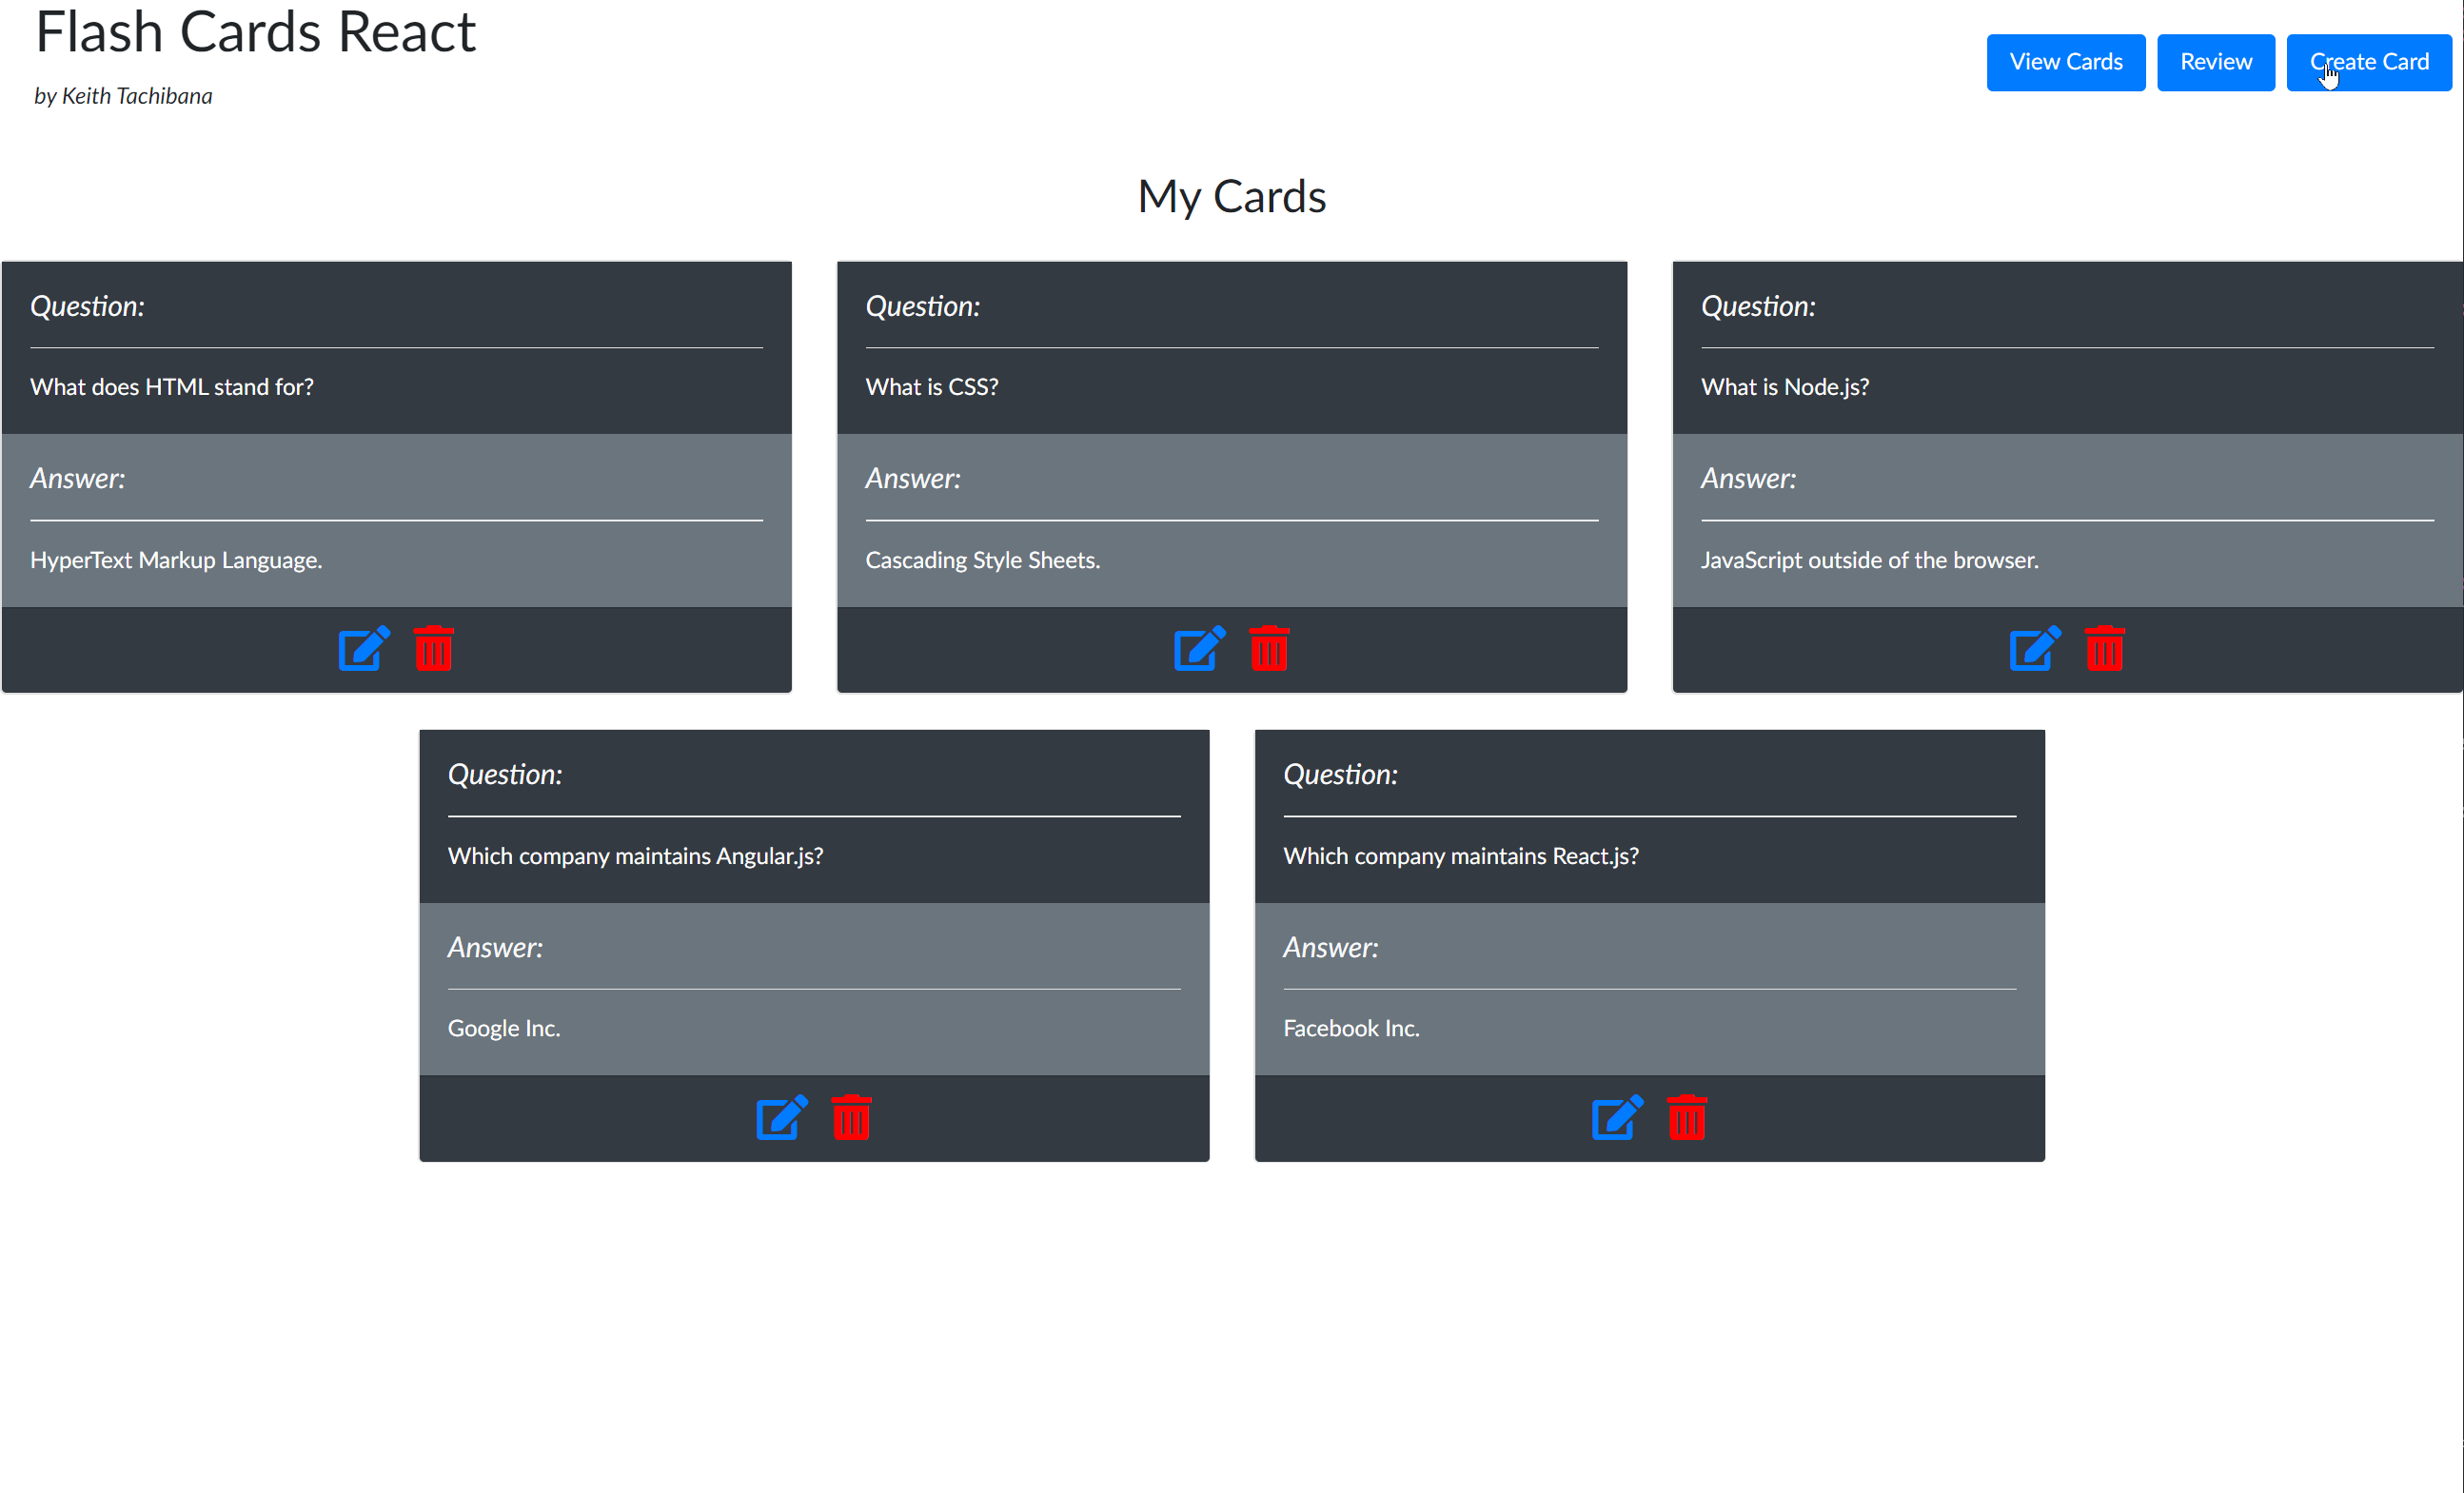 Flash Cards React
by Keith Tachibana
View Cards
Review
Create Card
My Cards
Question:
What does HTML stand for?
Answer:
HyperText Markup Language.
Question:
What is CSS?
Answer:
Cascading Style Sheets.
Question:
What is Node.js?
Answer:
JavaScript outside of the browser.
Question:
Which company maintains Angular.js?
Answer:
Google Inc.
Question:
Which company maintains React.js?
Answer:
Facebook Inc.